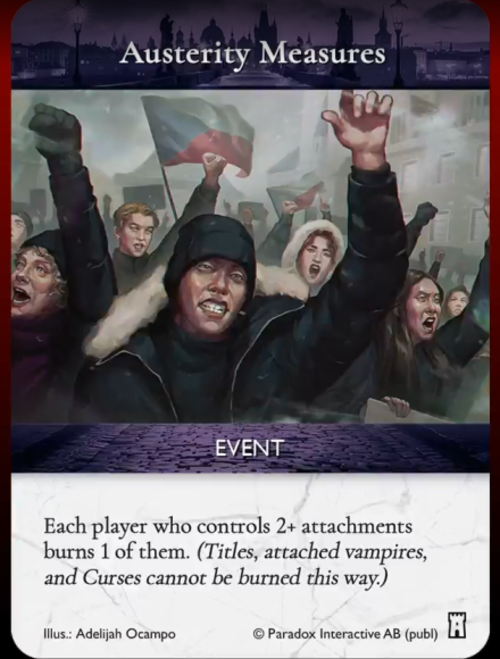 Austerity Measures
EVENT
Each player who controls 2+ attachments
burns 1 of them. (Titles, attached vampires,
and Curses cannot be burned this way.)
Illus.: Adelijah Ocampo © Paradox Interactive AB (publ)